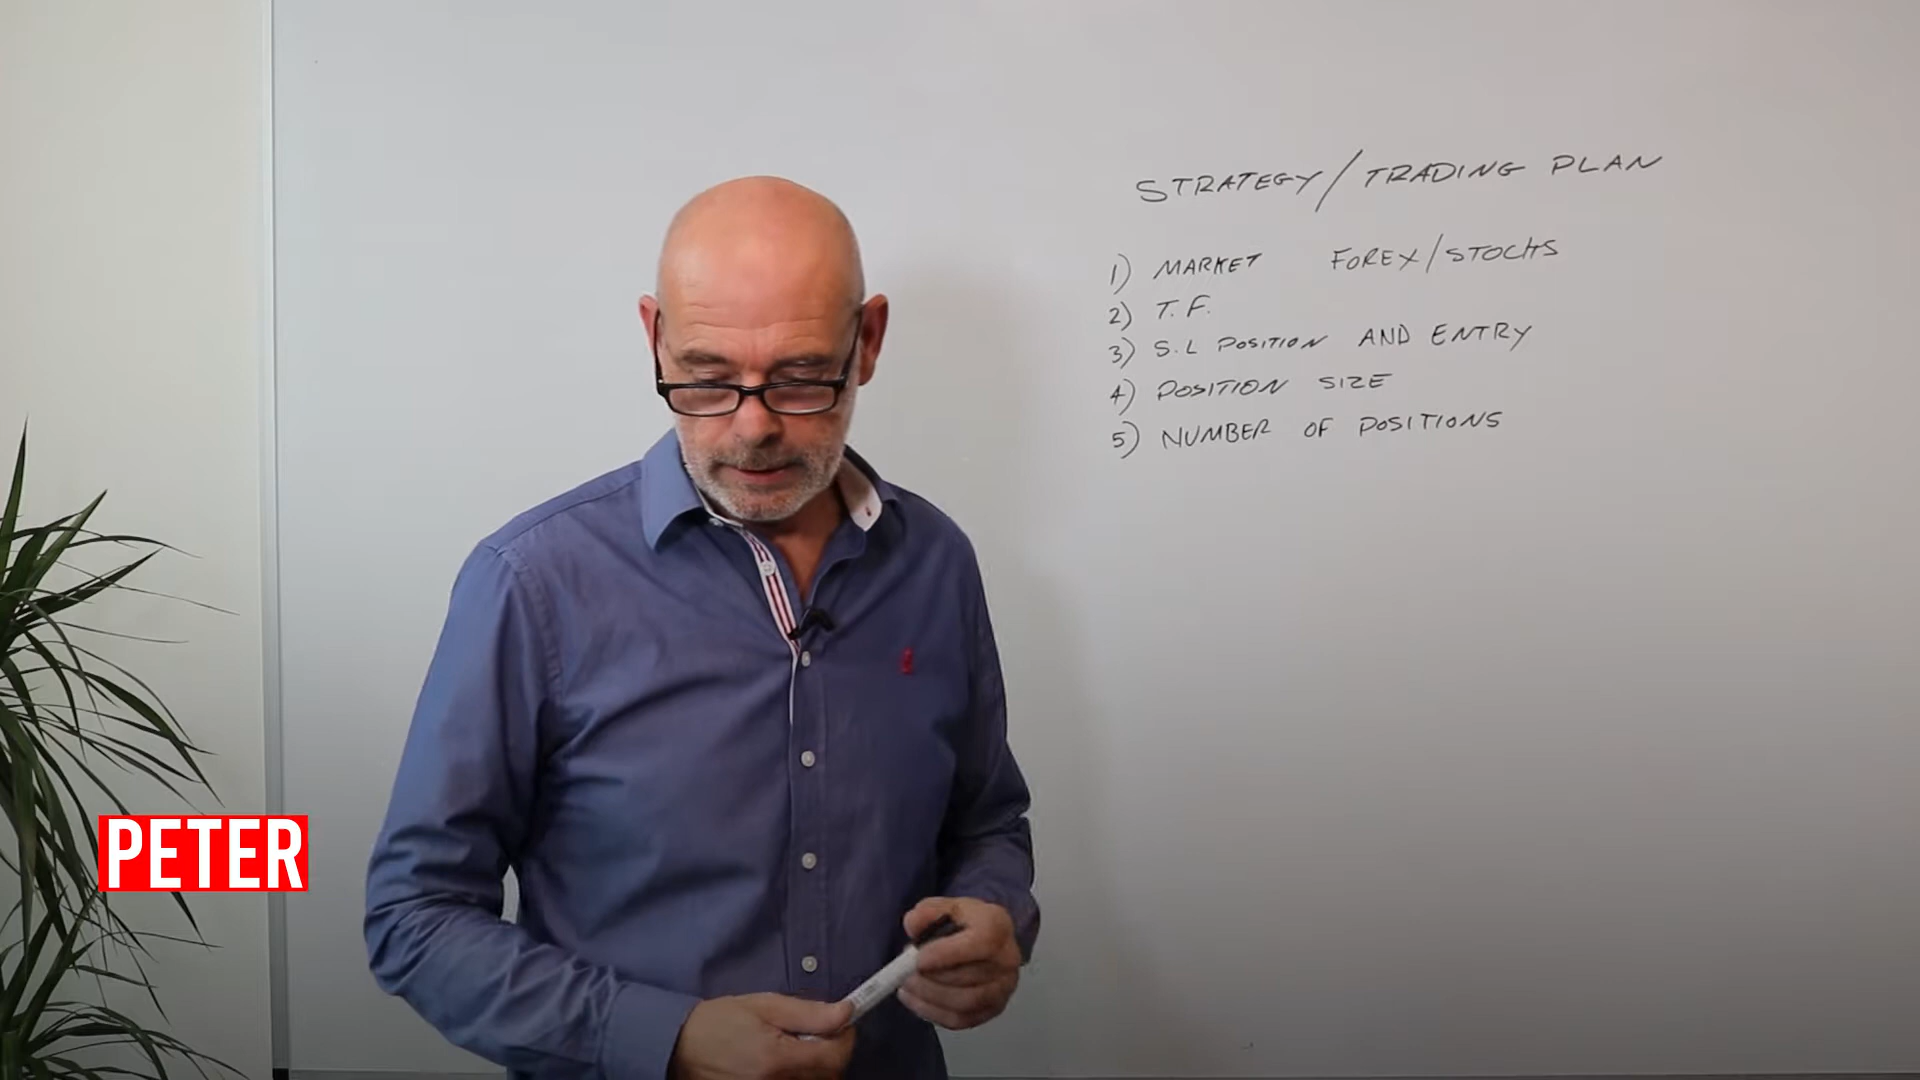 STRATEGY/TRADING PLAN
1) MARKET FOREX/STOCKS
2) T.F.
3) S.L POSITION AND ENTRY
4) POSITION SIZE
5) NUMBER OF POSITIONS
PETER